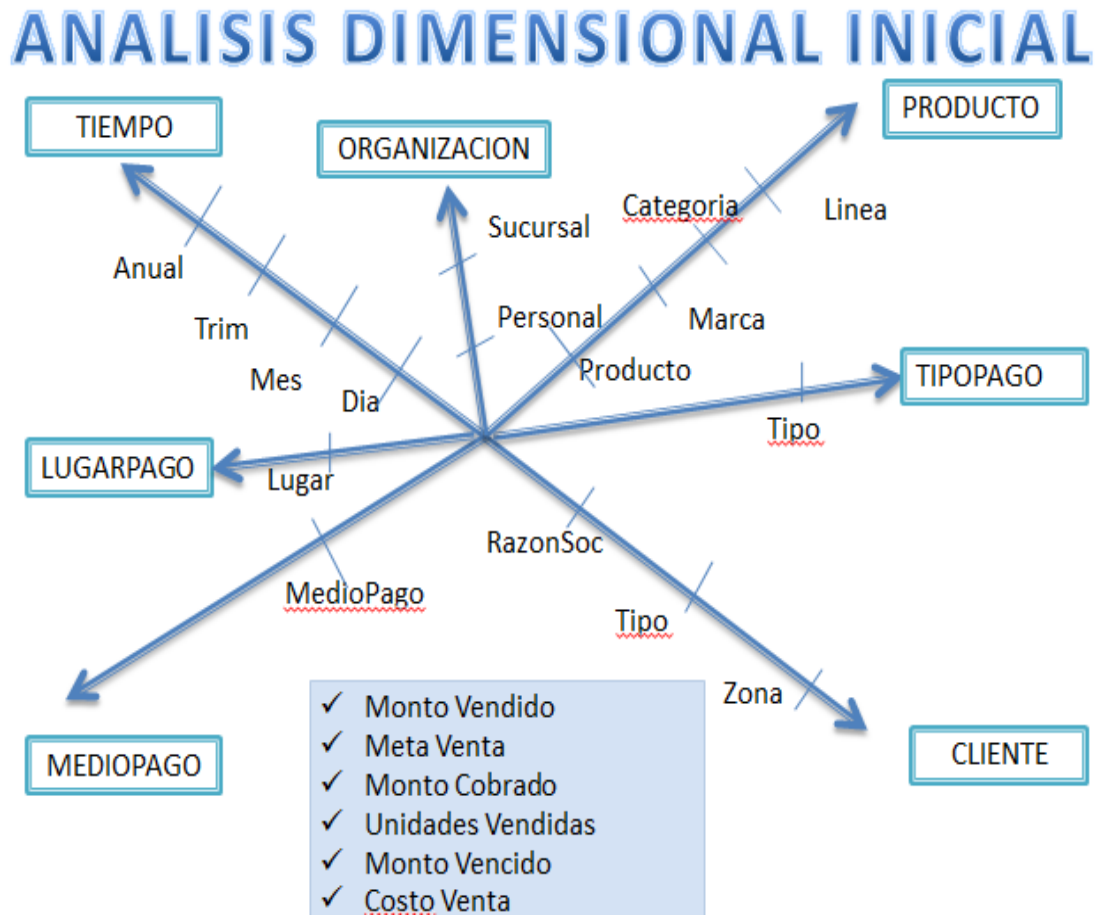 ANALISIS DIMENSIONAL INICIAL
TIEMPO
ORGANIZACION
PRODUCTO
Sucursal
Categoria
Linea
Anual
Trim
Personal
Marca
Mes
Dia
Producto
TIPOPAGO
Tipo
LUGARPAGO
Lugar
RazonSoc
MedioPago
Tipo
Zona
MEDIOPAGO
CLIENTE
✓ Monto Vendido
✓ Meta Venta
✓ Monto Cobrado
✓ Unidades Vendidas
✓ Monto Vencido
✓ Costo Venta